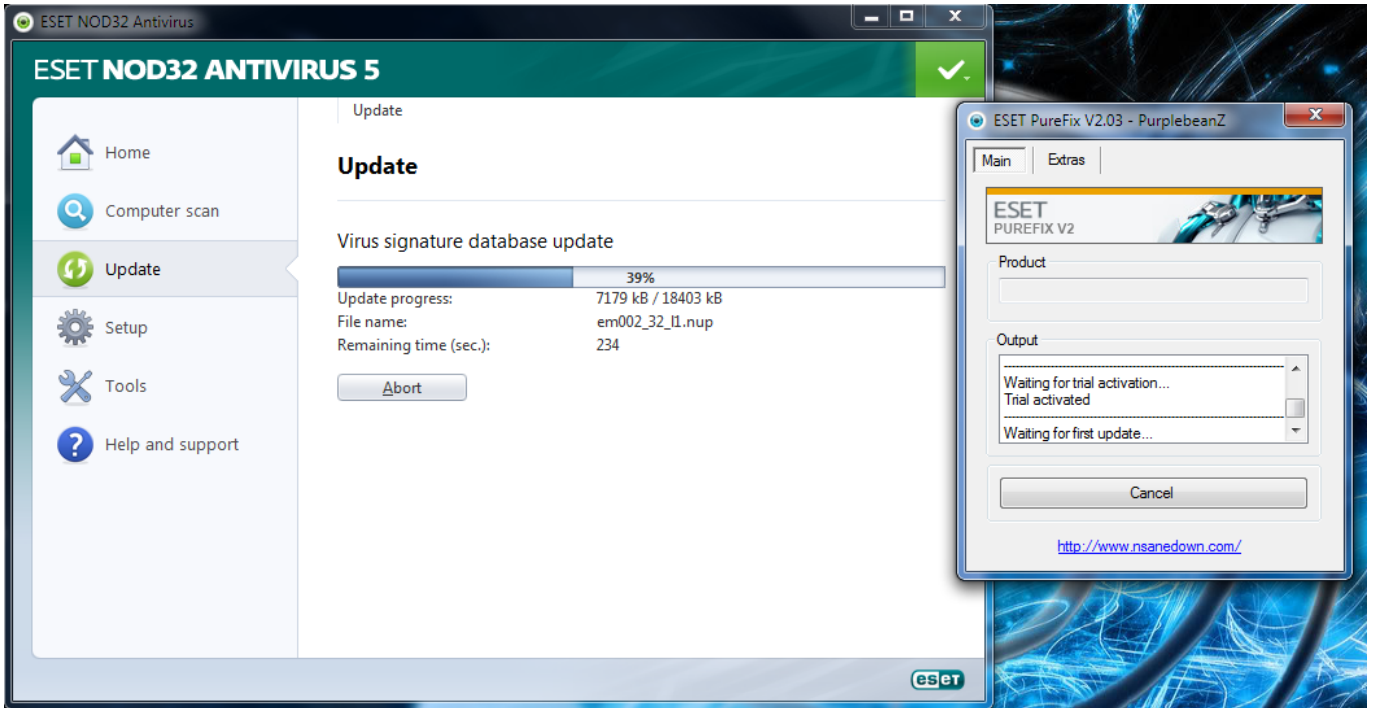 ESET NOD32 Antivirus
ESET NOD32 ANTIVIRUS 5
Home
Computer scan
Update
Setup
Tools
Help and support
Update
Update
Virus signature database update
39%
Update progress: 7179 kB / 18403 kB
File name: em002_32_l1.nup
Remaining time (sec.): 234
Abort
eset
ESET PureFix V2.03 - PurplebeanZ
Main Extras
ESET
PUREFIX V2
Product
Output
Waiting for trial activation...
Trial activated
Waiting for first update...
Cancel
http://www.nsanedown.com/